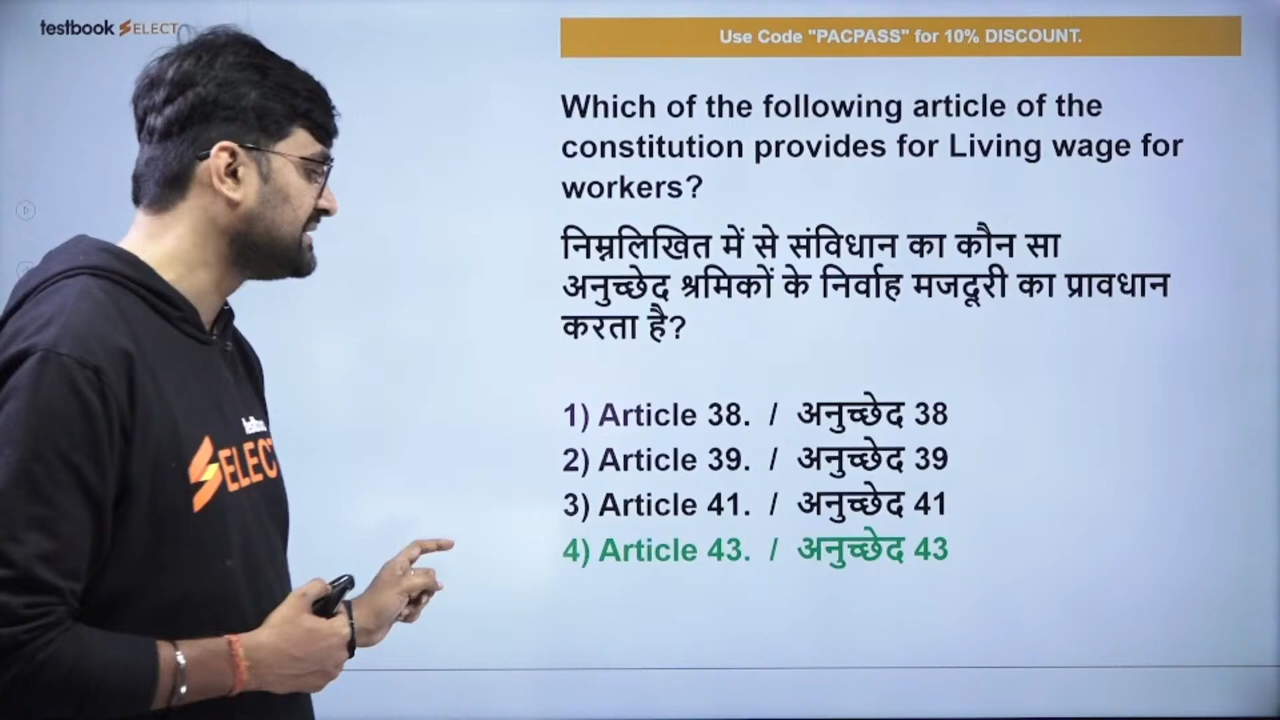 testbook SELECT
Use Code "PACPASS" for 10% DISCOUNT.
Which of the following article of the
constitution provides for Living wage for
workers?
निम्नलिखित में से संविधान का कौन सा
अनुच्छेद श्रमिकों के निर्वाह मजदूरी का प्रावधान
करता है?
1) Article 38. / अनुच्छेद 38
2) Article 39. / अनुच्छेद 39
3) Article 41. / अनुच्छेद 41
4) Article 43. / अनुच्छेद 43
SELECT